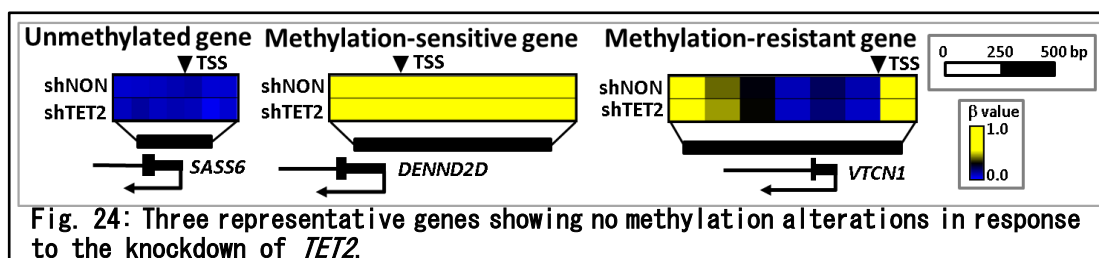 Unmethylated gene Methylation-sensitive gene Methylation-resistant gene
▼TSS ▼TSS ▼TSS
0 250 500 bp
shNON shNON shNON
shTET2 shTET2 shTET2
β value
1.0
0.0
SASS6 DENND2D VTCN1
Fig. 24: Three representative genes showing no methylation alterations in response
to the knockdown of TET2.